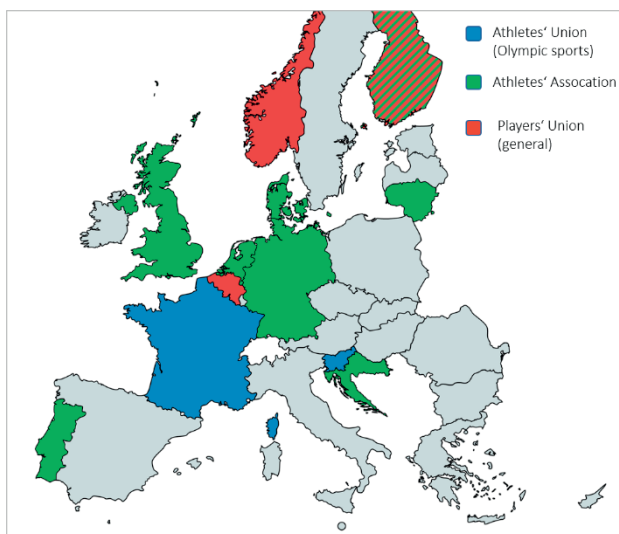 Athletes‘ Union
(Olympic sports)
Athletes‘ Assocation
Players‘ Union
(general)